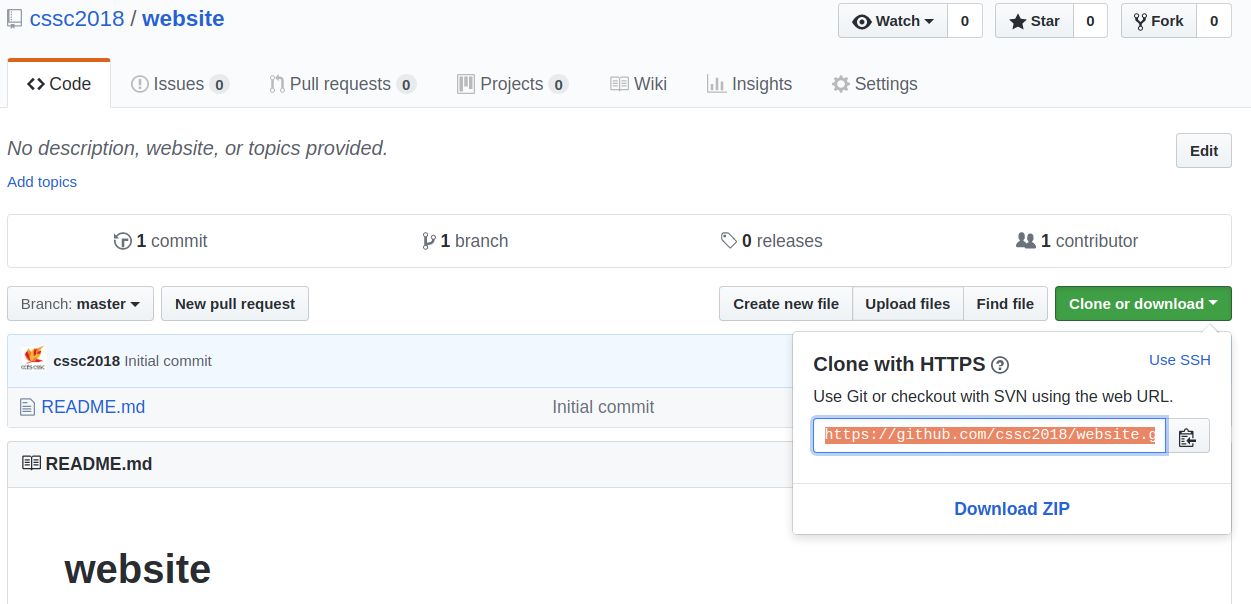 cssc2018 / website
Watch 0 Star 0 Fork 0
Code Issues 0 Pull requests 0 Projects 0 Wiki Insights Settings
No description, website, or topics provided.
Edit
Add topics
1 commit 1 branch 0 releases 1 contributor
Branch: master New pull request Create new file Upload files Find file Clone or download
cssc2018 Initial commit
README.md Initial commit
Clone with HTTPS ? Use SSH
Use Git or checkout with SVN using the web URL.
https://github.com/cssc2018/website.g
Download ZIP
README.md
website